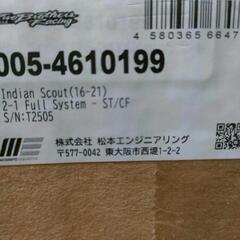 Racing
4 580365 6647
005-4610199
Indian Scout(16-21)
2-1 Full System - ST/CF
S/N:T2505
株式会社 松本エンジニアリング
〒577-0042 東大阪市西堤1-2-2